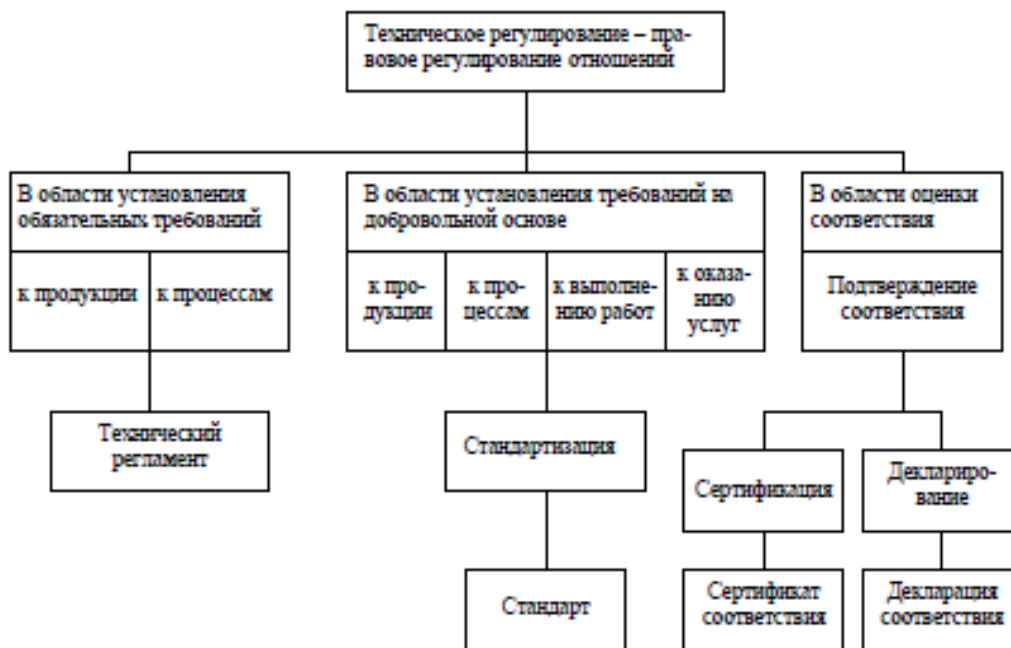 Техническое регулирование – пра-
вовое регулирование отношений
В области установления
обязательных требований
к продукции
к процессам
В области установления требований на
добровольной основе
к про-
дукции
к про-
цессам
к выполне-
нию работ
к оказа-
нию
услуг
В области оценки
соответствия
Подтверждение
соответствия
Технический
регламент
Стандартизация
Сертификация
Деклариро-
вание
Стандарт
Сертификат
соответствия
Декларация
соответствия